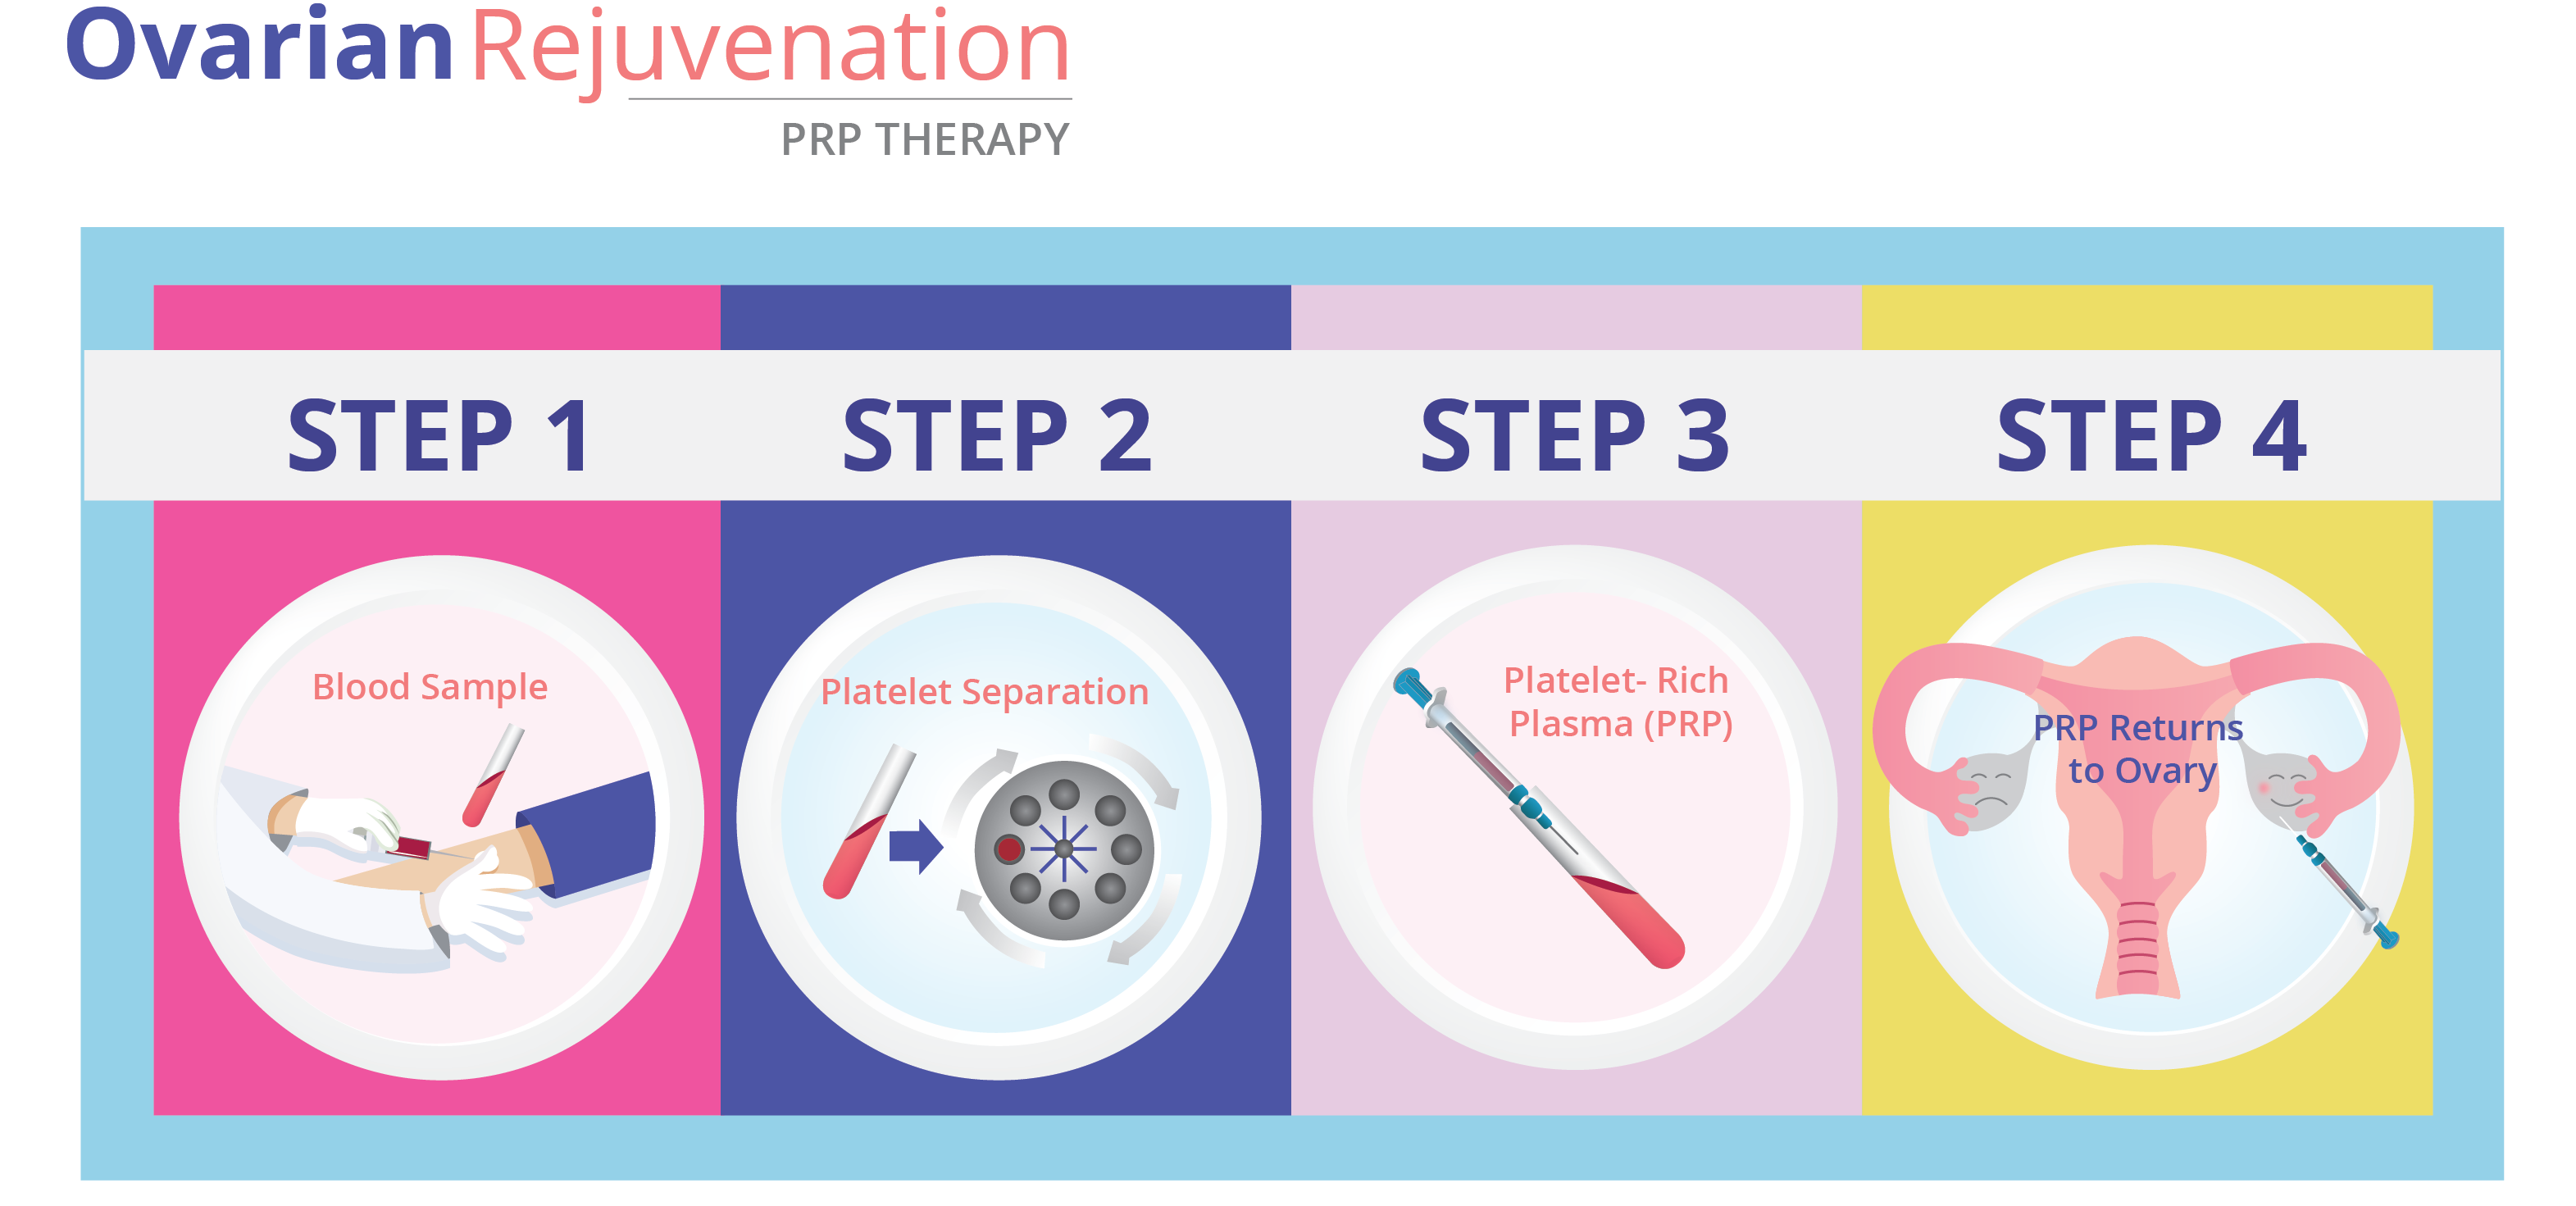 Ovarian Rejuvenation
PRP THERAPY
STEP 1
STEP 2
STEP 3
STEP 4
Blood Sample
Platelet Separation
Platelet- Rich
Plasma (PRP)
PRP Returns
to Ovary